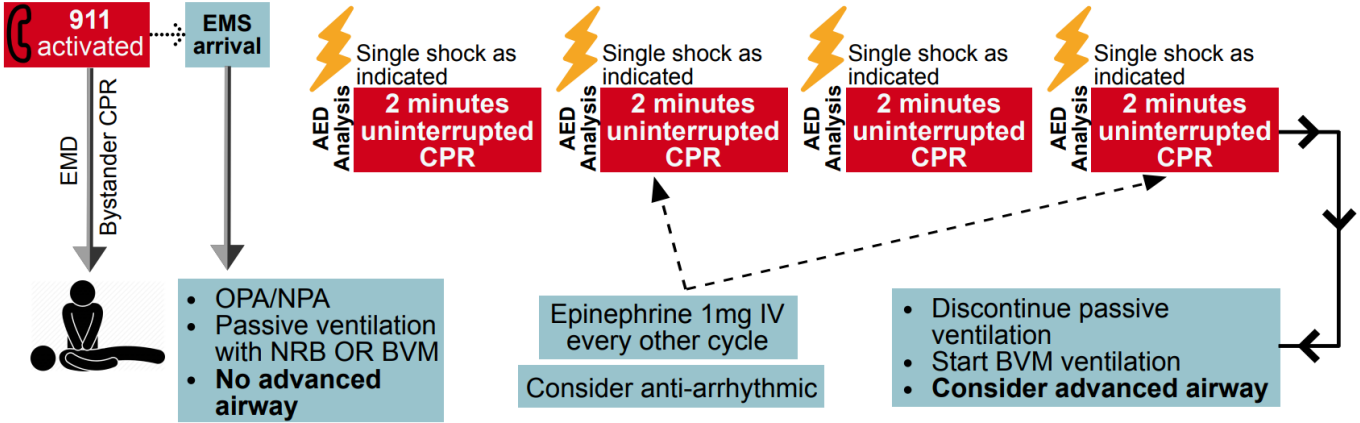 911
activated
EMS
arrival
EMD
Bystander CPR
• OPA/NPA
• Passive ventilation
with NRB OR BVM
• No advanced
airway
AED
Analysis
Single shock as
indicated
2 minutes
uninterrupted
CPR
AED
Analysis
Single shock as
indicated
2 minutes
uninterrupted
CPR
AED
Analysis
Single shock as
indicated
2 minutes
uninterrupted
CPR
AED
Analysis
Single shock as
indicated
2 minutes
uninterrupted
CPR
Epinephrine 1mg IV
every other cycle
Consider anti-arrhythmic
• Discontinue passive
ventilation
• Start BVM ventilation
• Consider advanced airway